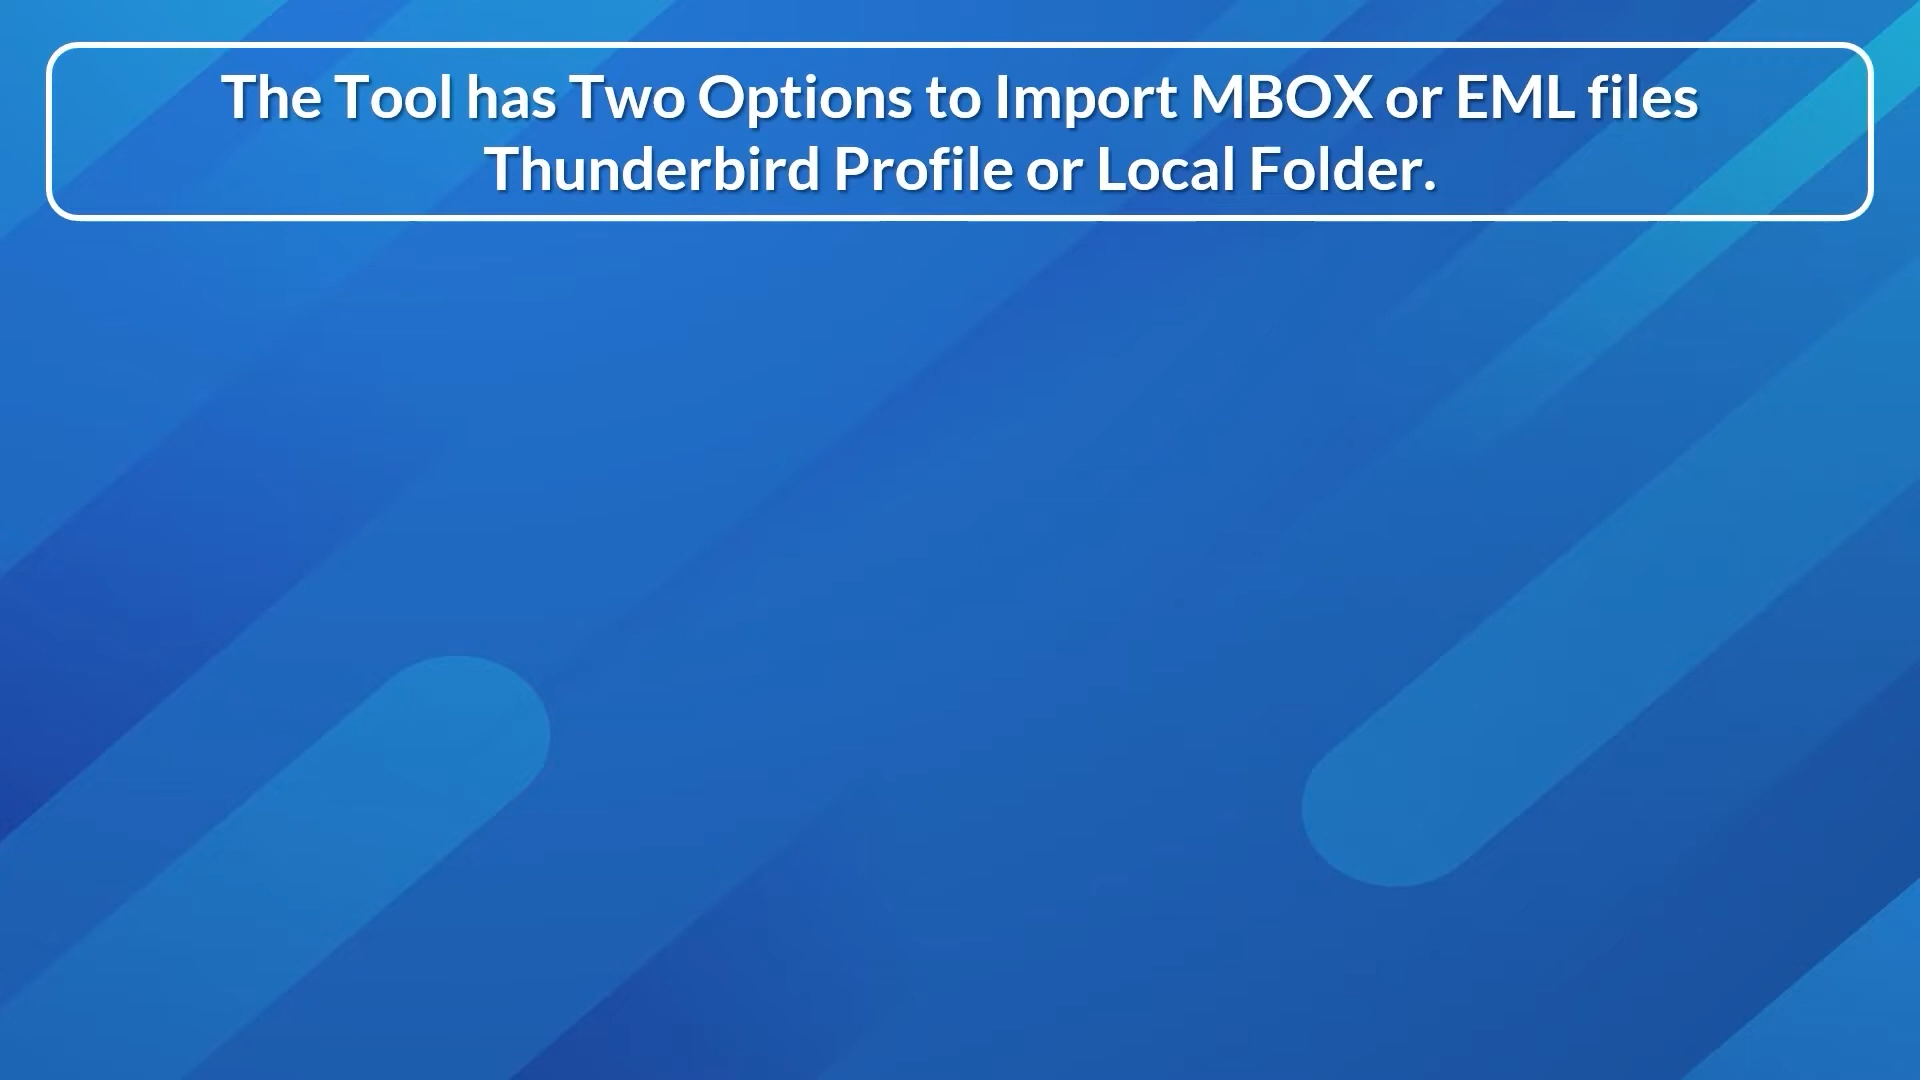 The Tool has Two Options to Import MBOX or EML files
Thunderbird Profile or Local Folder.